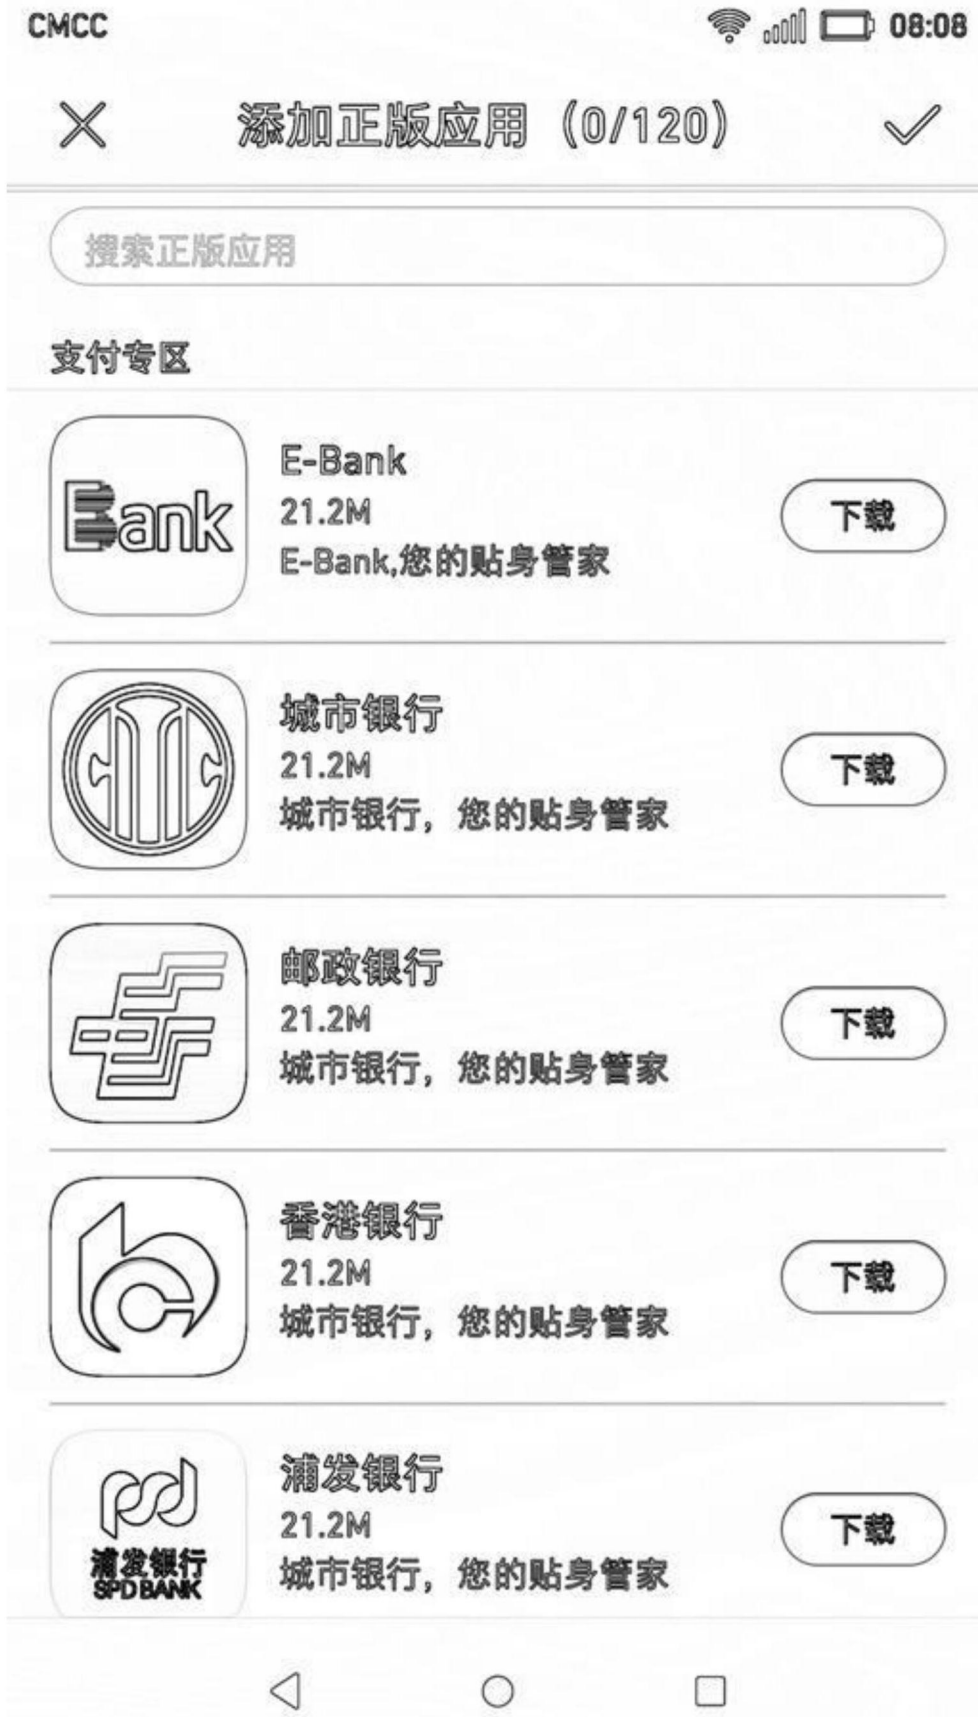 CMCC 08:08
添加正版应用（0/120）
搜索正版应用
支付专区
Bank
E-Bank
21.2M
E-Bank,您的贴身管家
下载
城市银行
21.2M
城市银行，您的贴身管家
下载
邮政银行
21.2M
城市银行，您的贴身管家
下载
香港银行
21.2M
城市银行，您的贴身管家
下载
浦发银行
SPD BANK
浦发银行
21.2M
城市银行，您的贴身管家
下载